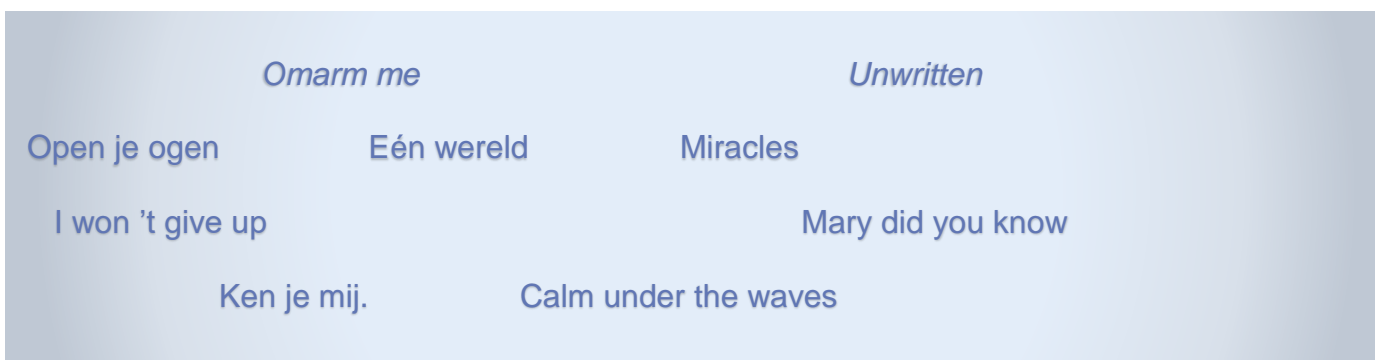 Omarm me Unwritten
Open je ogen Eén wereld Miracles
I won ’t give up Mary did you know
Ken je mij. Calm under the waves